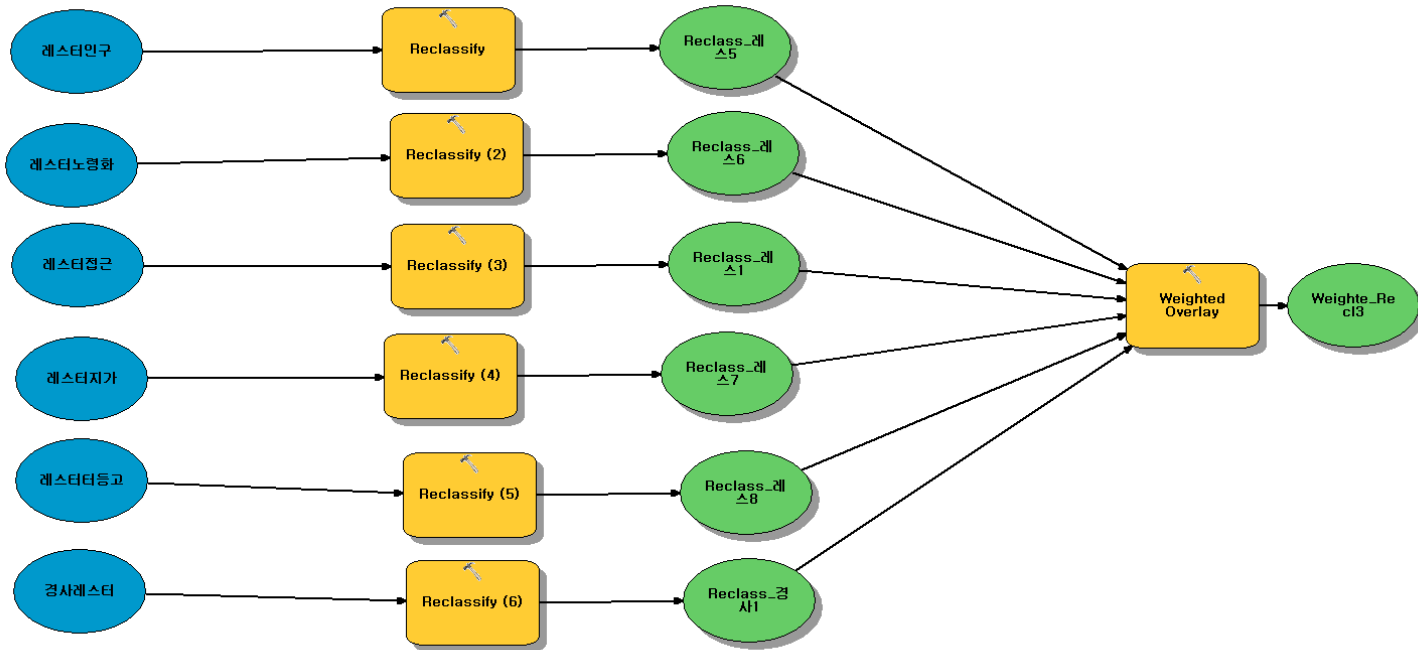 레스터인구
Reclassify
Reclass_레
스5
레스터노령화
Reclassify (2)
Reclass_레
스6
레스터접근
Reclassify (3)
Reclass_레
스1
Weighted
Overlay
Weighte_Re
cl3
레스터지가
Reclassify (4)
Reclass_레
스7
레스터터등고
Reclassify (5)
Reclass_레
스8
경사레스터
Reclassify (6)
Reclass_경
사1